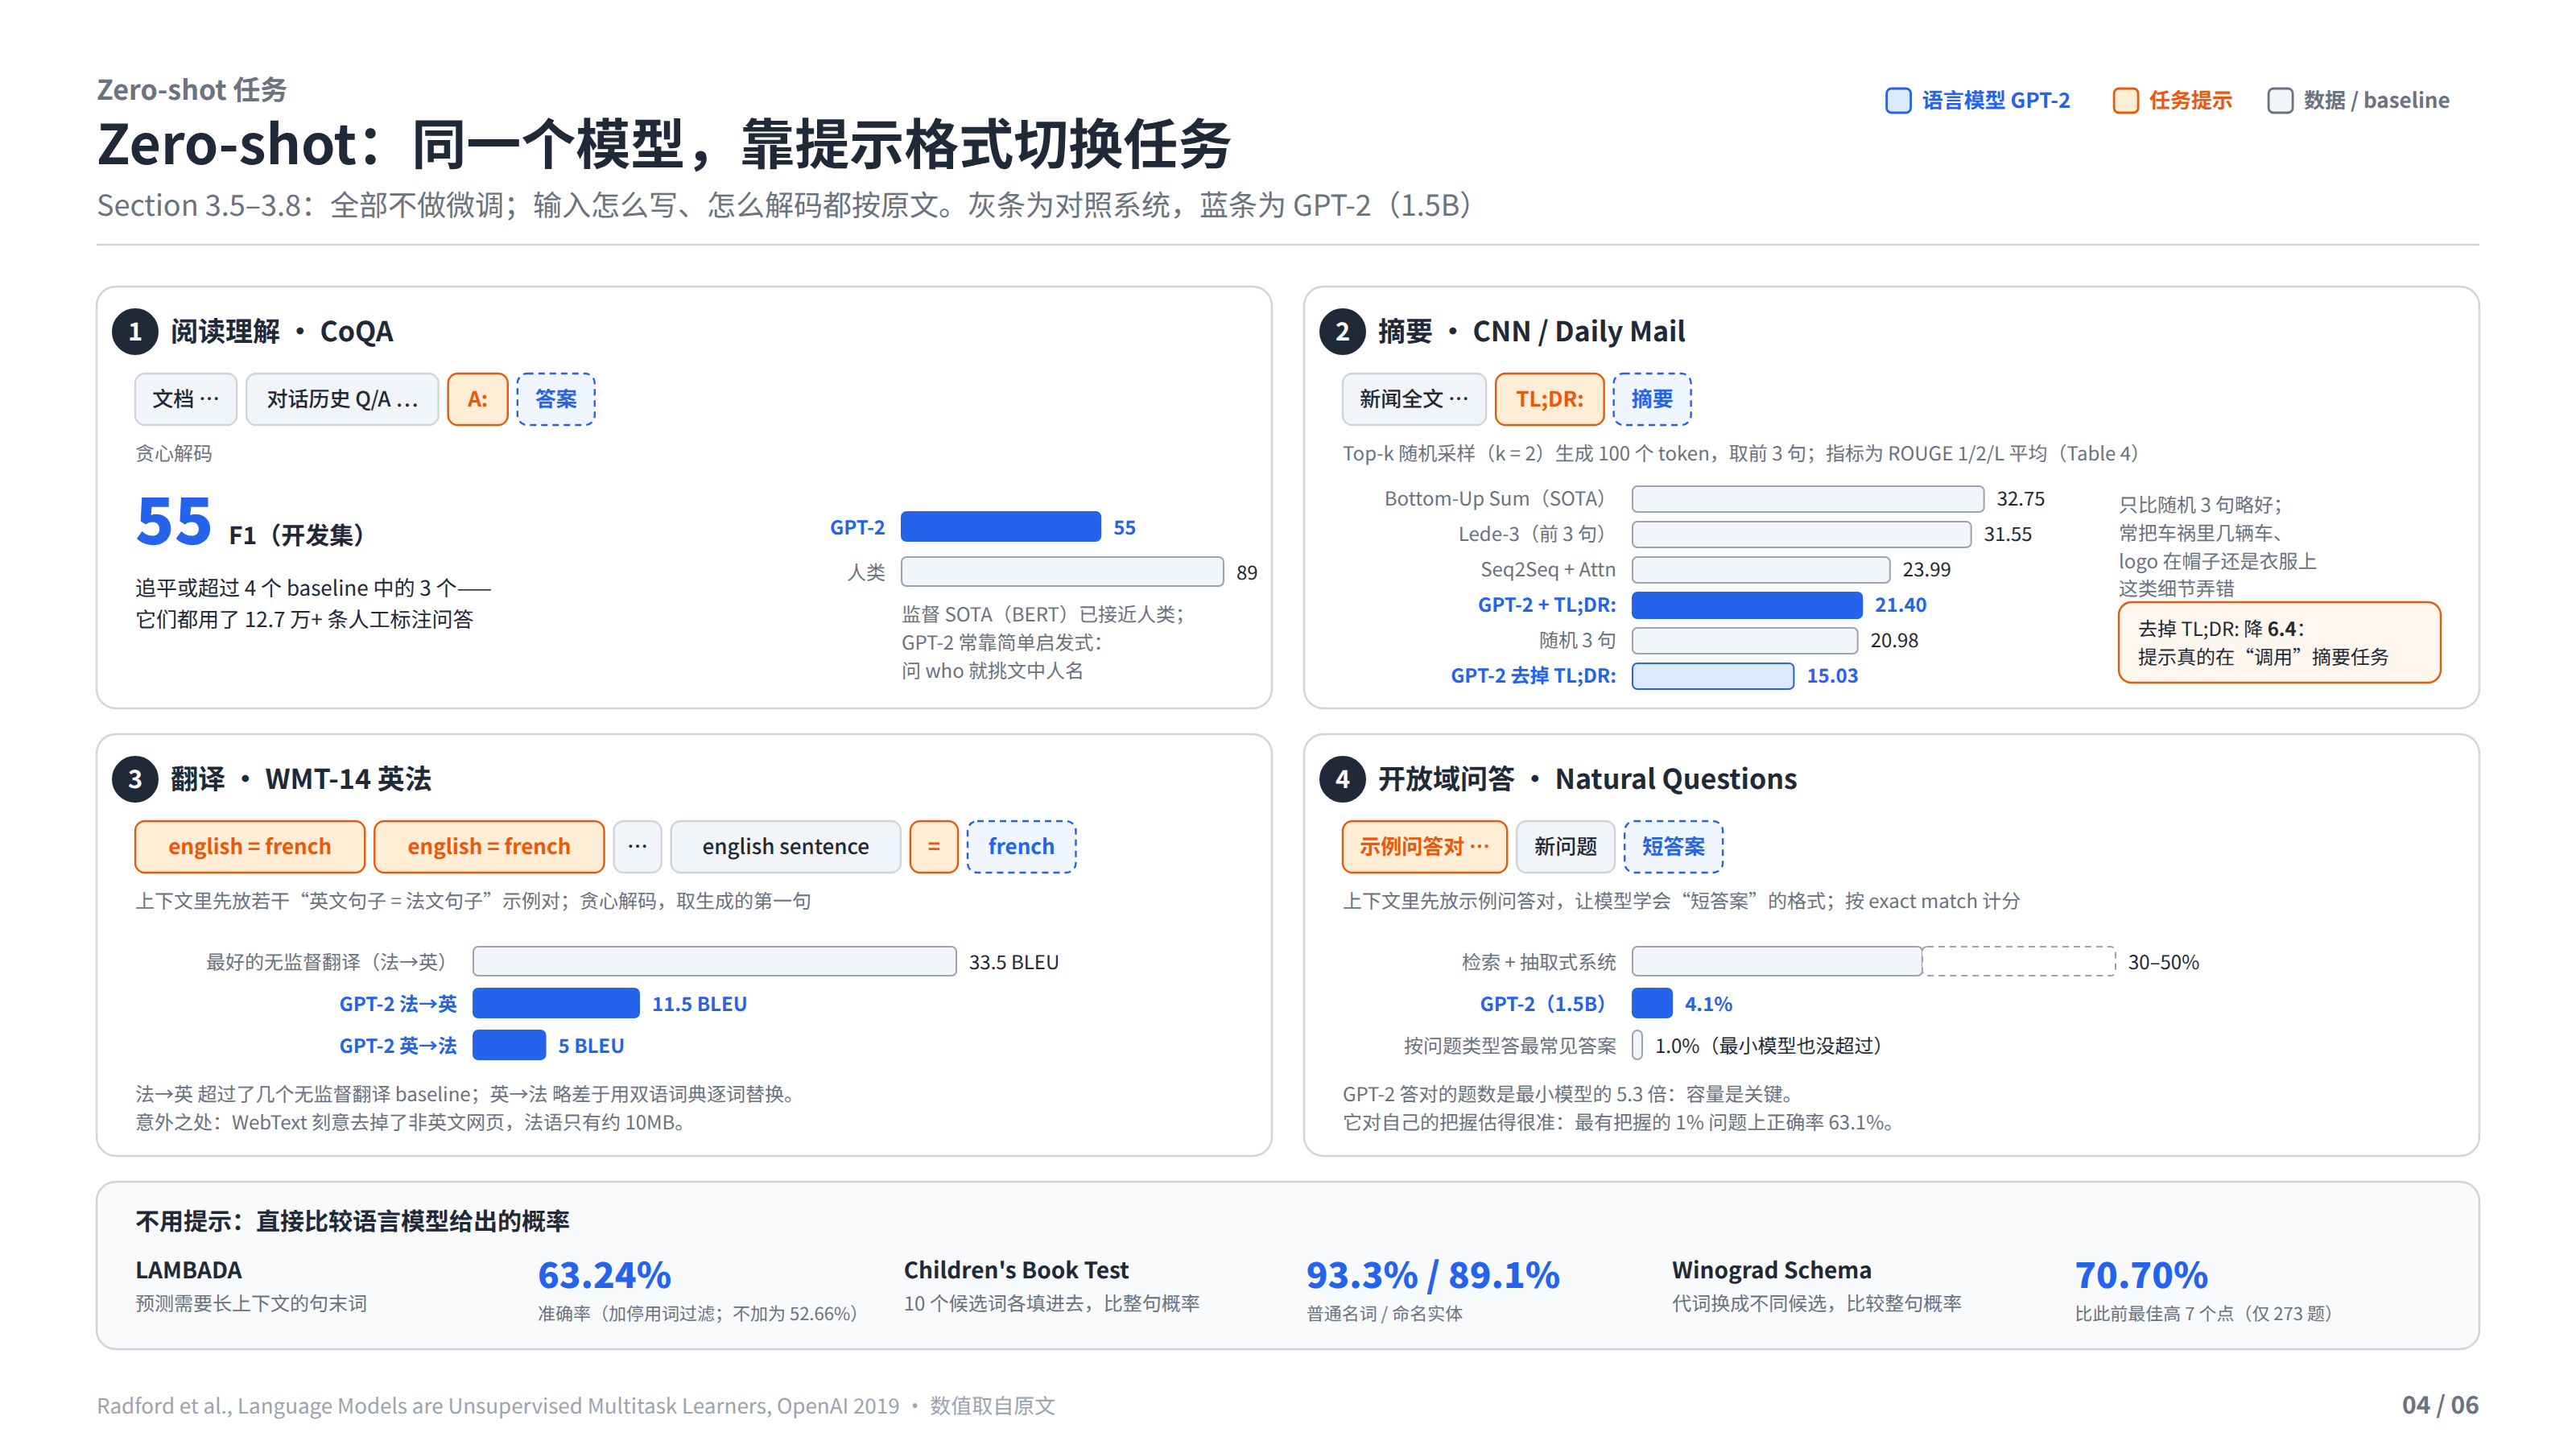 Zero-shot 任务
Zero-shot：同一个模型，靠提示格式切换任务
Section 3.5–3.8：全部不做微调；输入怎么写、怎么解码都按原文。灰条为对照系统，蓝条为 GPT-2（1.5B）
语言模型 GPT-2
任务提示
数据 / baseline
1 阅读理解 · CoQA
文档 …
对话历史 Q/A …
A:
答案
贪心解码
55 F1（开发集）
追平或超过 4 个 baseline 中的 3 个——
它们都用了 12.7 万+ 条人工标注问答
GPT-2 55
人类 89
监督 SOTA（BERT）已接近人类；
GPT-2 常靠简单启发式：
问 who 就挑文中人名
2 摘要 · CNN / Daily Mail
新闻全文 …
TL;DR:
摘要
Top-k 随机采样（k = 2）生成 100 个 token，取前 3 句；指标为 ROUGE 1/2/L 平均（Table 4）
Bottom-Up Sum（SOTA） 32.75
Lede-3（前 3 句） 31.55
Seq2Seq + Attn 23.99
GPT-2 + TL;DR: 21.40
随机 3 句 20.98
GPT-2 去掉 TL;DR: 15.03
只比随机 3 句略好；
常把车祸里几辆车、
logo 在帽子还是衣服上
这类细节弄错
去掉 TL;DR: 降 6.4：
提示真的在“调用”摘要任务
3 翻译 · WMT-14 英法
english = french
english = french
…
english sentence
=
french
上下文里先放若干“英文句子 = 法文句子”示例对；贪心解码，取生成的第一句
最好的无监督翻译（法→英） 33.5 BLEU
GPT-2 法→英 11.5 BLEU
GPT-2 英→法 5 BLEU
法→英 超过了几个无监督翻译 baseline；英→法 略差于用双语词典逐词替换。
意外之处：WebText 刻意去掉了非英文网页，法语只有约 10MB。
4 开放域问答 · Natural Questions
示例问答对 …
新问题
短答案
上下文里先放示例问答对，让模型学会“短答案”的格式；按 exact match 计分
检索 + 抽取式系统 30–50%
GPT-2（1.5B） 4.1%
按问题类型答最常见答案 1.0%（最小模型也没超过）
GPT-2 答对的题数是最小模型的 5.3 倍：容量是关键。
它对自己的把握估得很准：最有把握的 1% 问题上正确率 63.1%。
不用提示：直接比较语言模型给出的概率
LAMBADA
预测需要长上下文的句末词
63.24%
准确率（加停用词过滤；不加为 52.66%）
Children's Book Test
10 个候选词各填进去，比整句概率
93.3% / 89.1%
普通名词 / 命名实体
Winograd Schema
代词换成不同候选，比较整句概率
70.70%
比此前最佳高 7 个点（仅 273 题）
Radford et al., Language Models are Unsupervised Multitask Learners, OpenAI 2019 · 数值取自原文
04 / 06